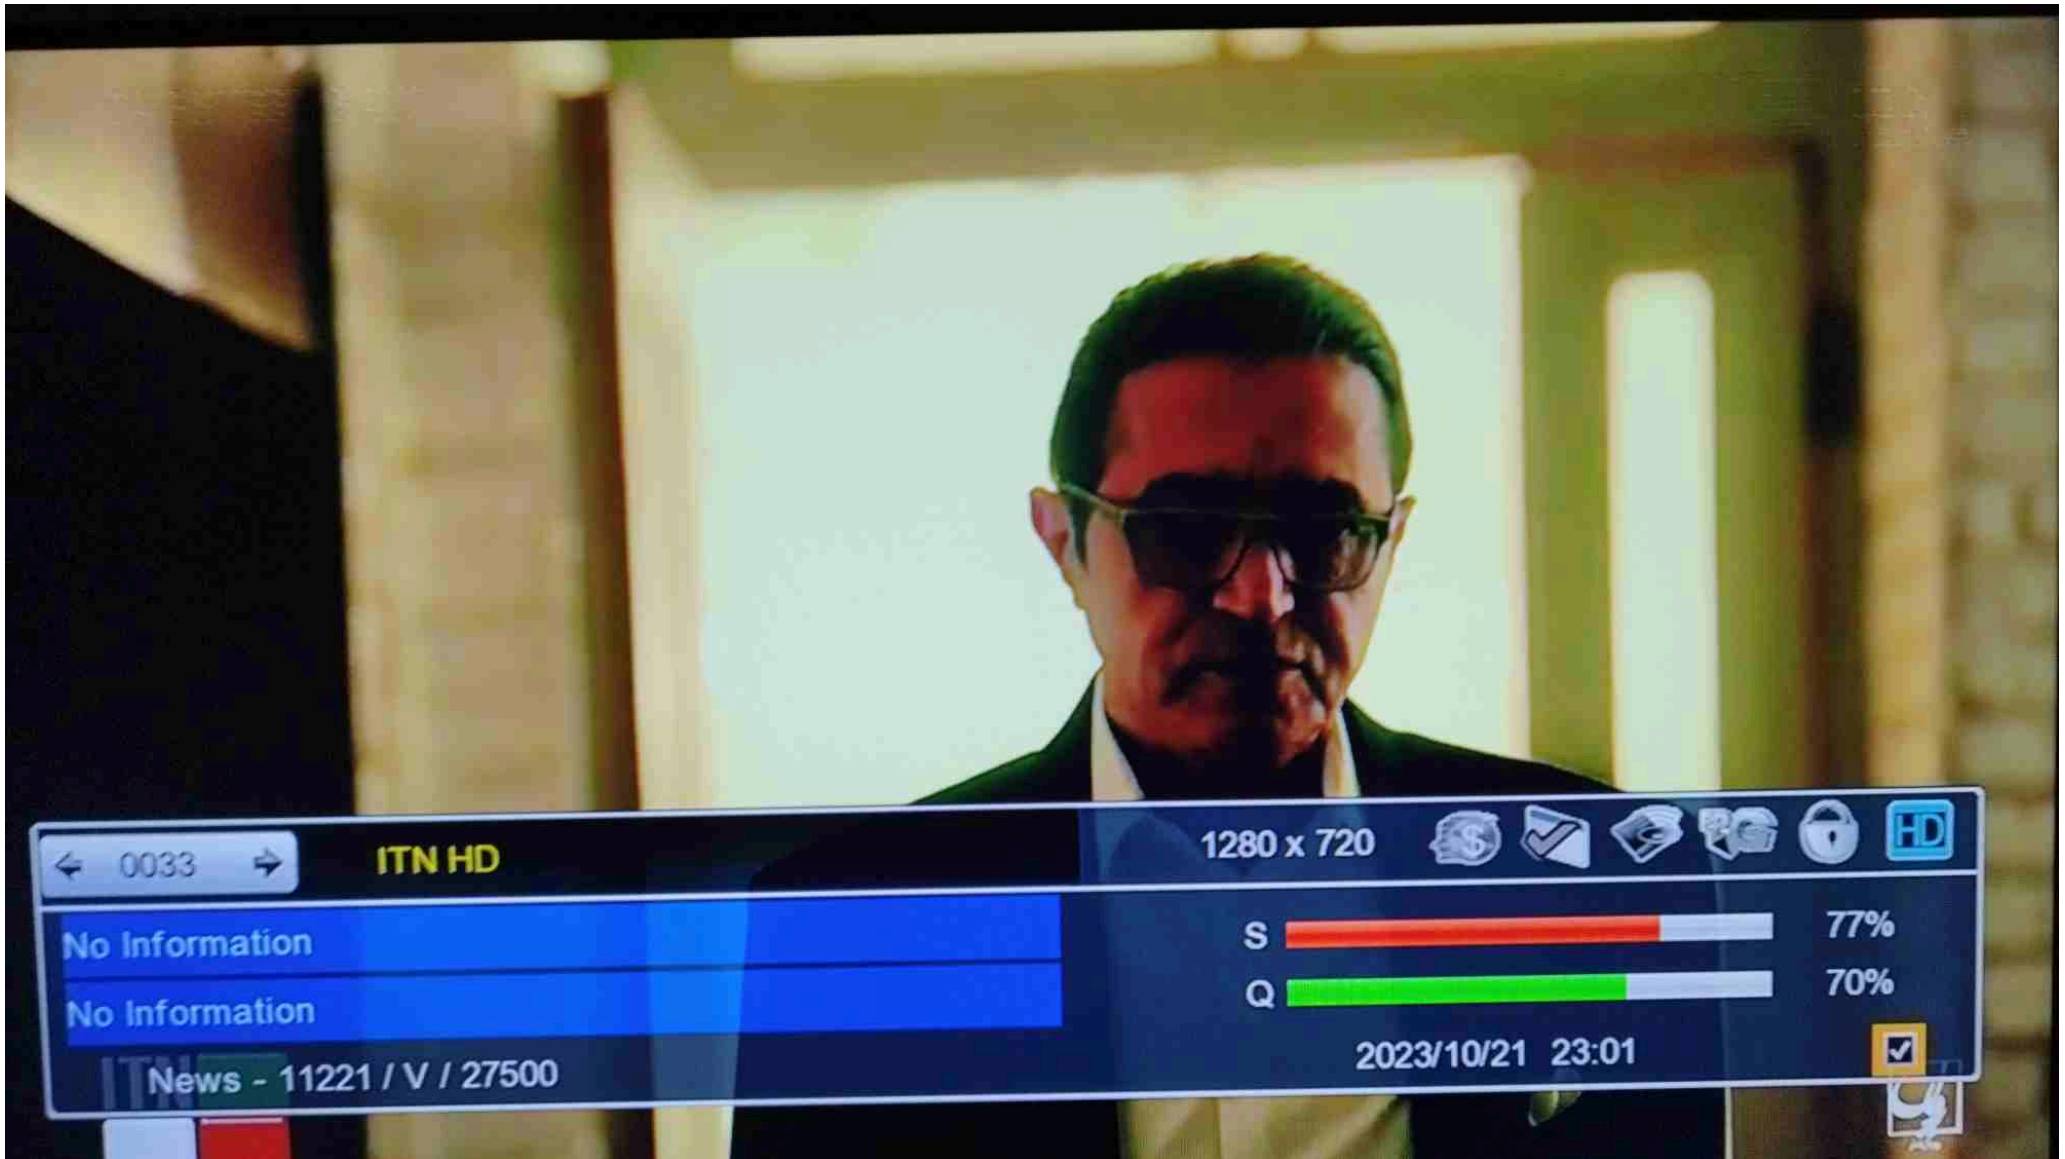 0033
ITN HD
1280 x 720
HD
No Information
S 77%
No Information
Q 70%
2023/10/21 23:01
ITN
News - 11221 / V / 27500